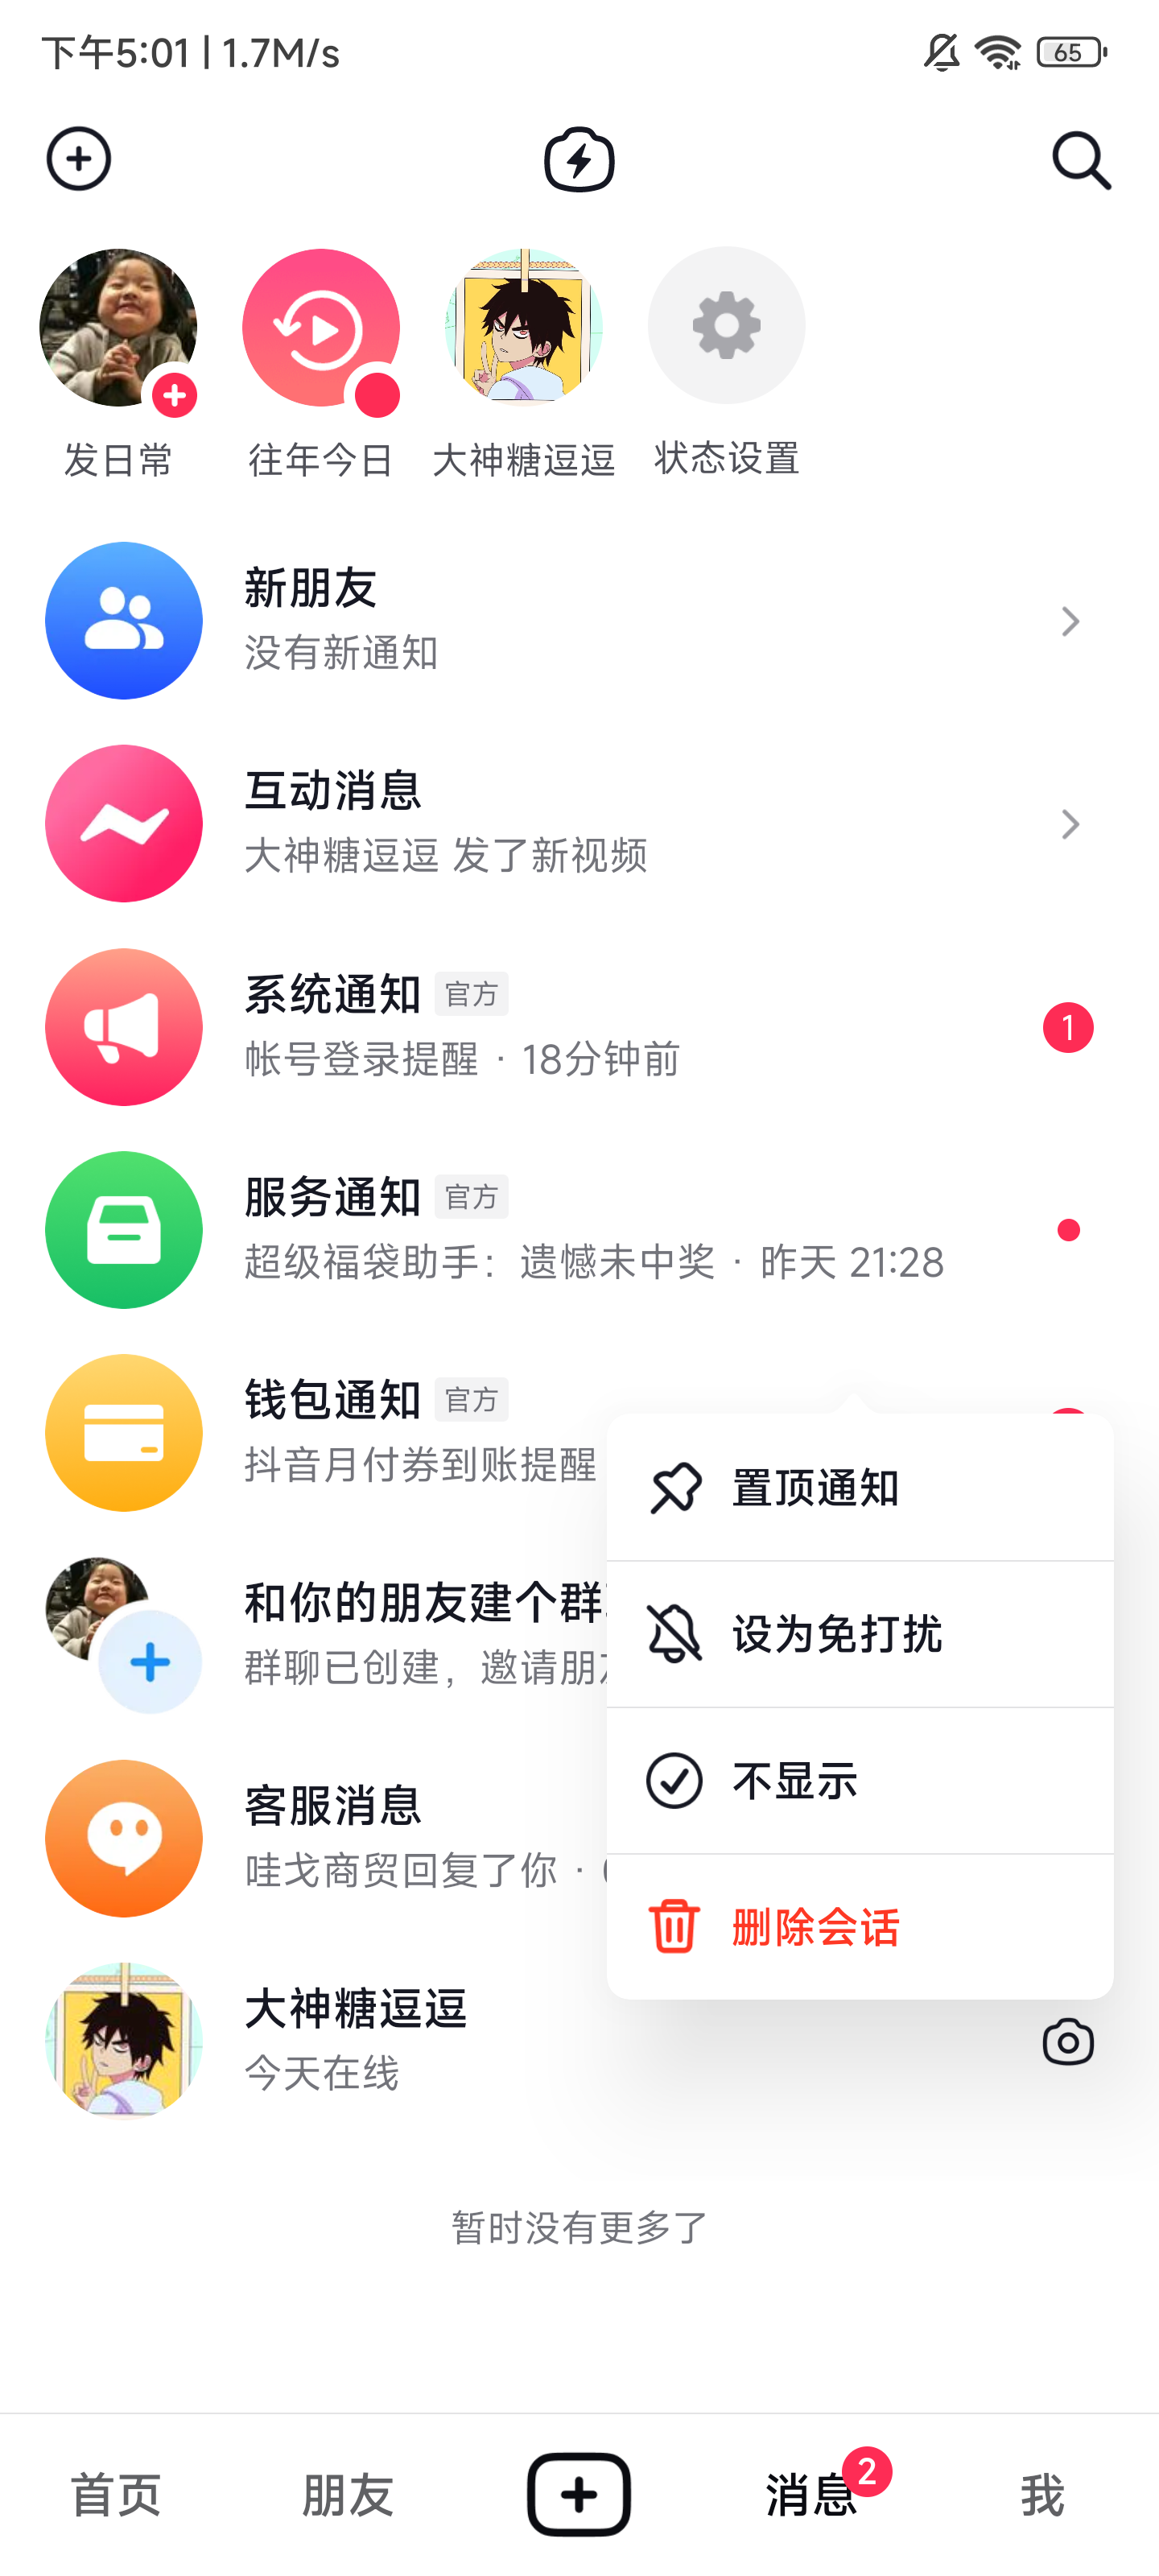 下午5:01 | 1.7M/s
65
发日常
往年今日
大神糖逗逗
状态设置
新朋友
没有新通知
互动消息
大神糖逗逗 发了新视频
系统通知 官方
帐号登录提醒 · 18分钟前
1
服务通知 官方
超级福袋助手：遗憾未中奖 · 昨天 21:28
钱包通知 官方
抖音月付券到账提醒
置顶通知
和你的朋友建个群
设为免打扰
群聊已创建，邀请朋
不显示
客服消息
哇戈商贸回复了你 ·
删除会话
大神糖逗逗
今天在线
暂时没有更多了
首页
朋友
消息
2
我